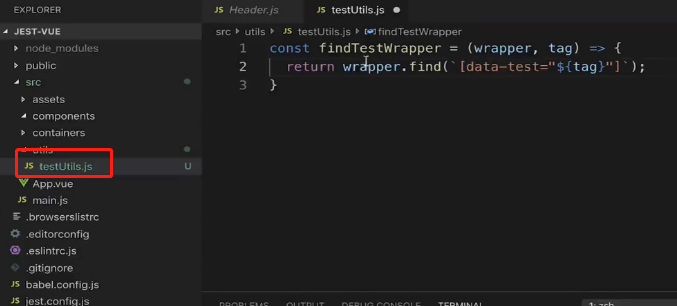 EXPLORER
JS Header.js
JS testUtils.js
JEST-VUE
src > utils > JS testUtils.js > findTestWrapper
node_modules
public
src
assets
components
containers
utils
JS testUtils.js U
App.vue
JS main.js
.browserslistrc
.editorconfig
.eslintrc.js
.gitignore
babel.config.js
jest.config.js
1 const findTestWrapper = (wrapper, tag) => {
2 return wrapper.find(`[data-test="${tag}"]`);
3 }
PROBLEMS OUTPUT DEBUG CONSOLE TERMINAL 1: zsh